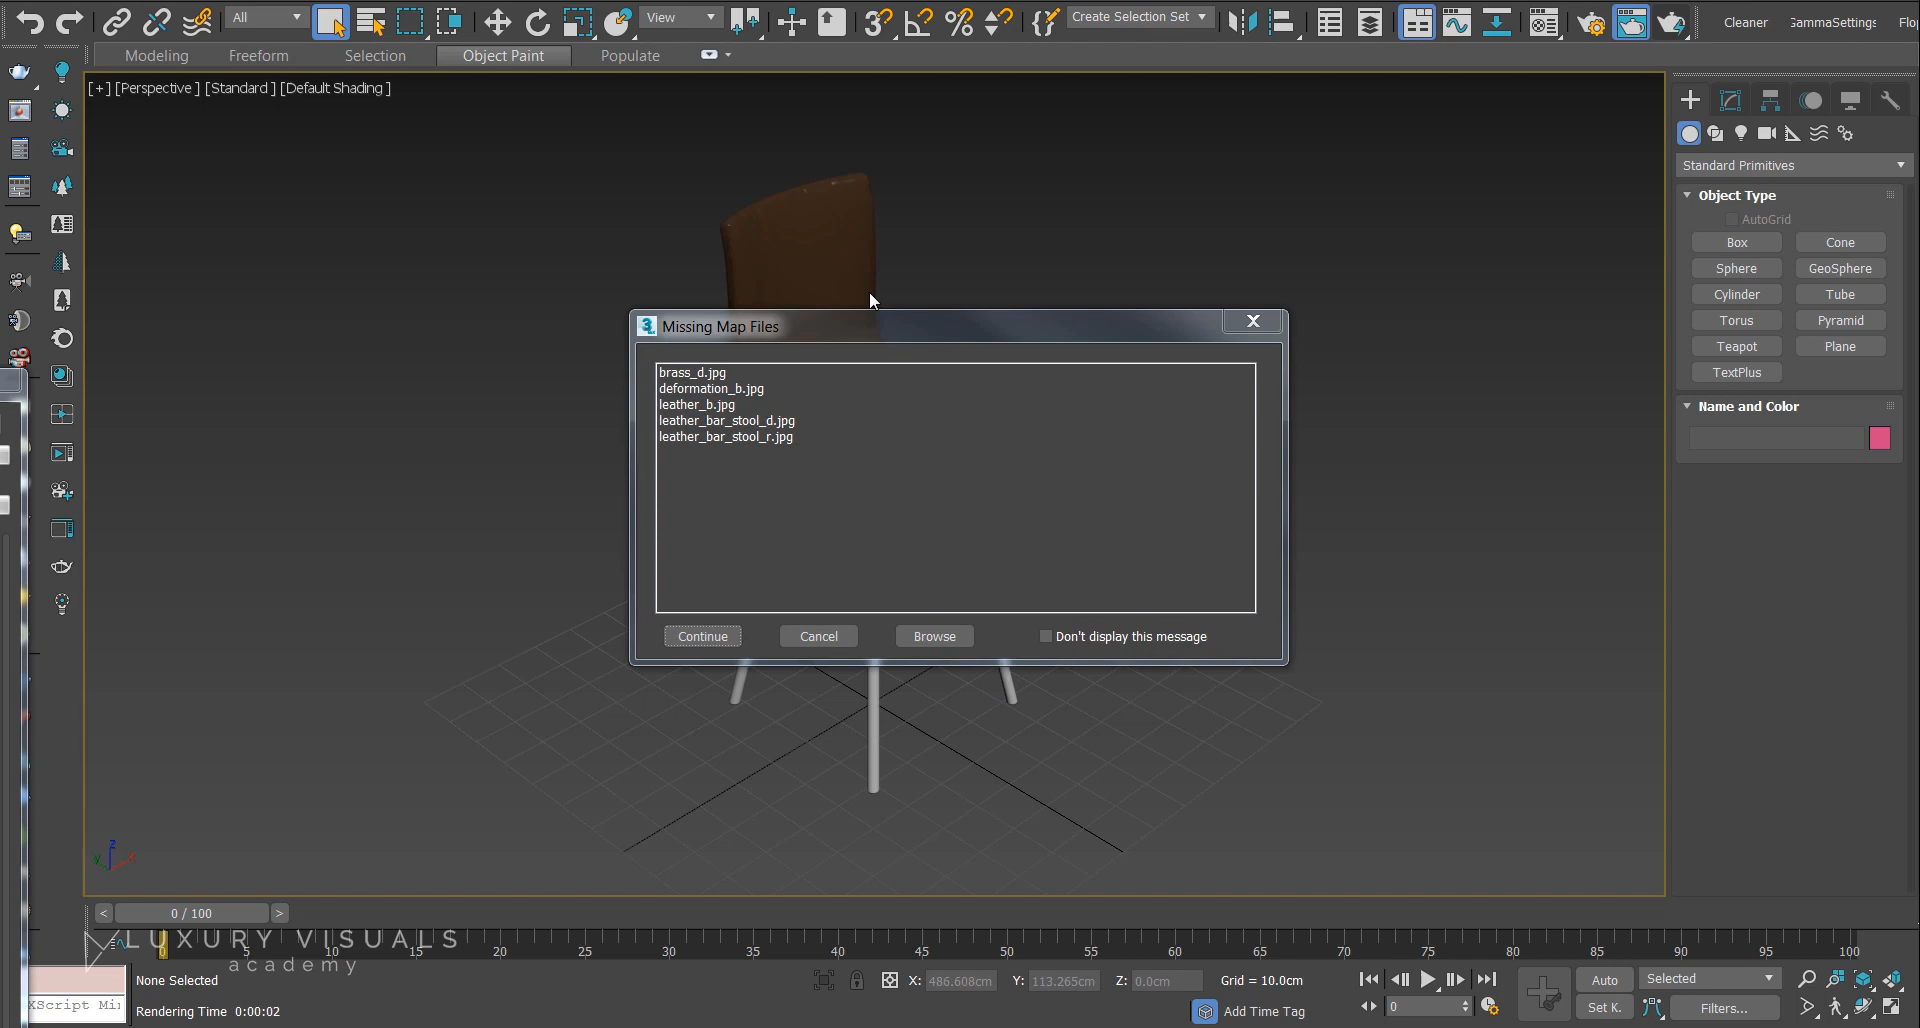 All
View
Create Selection Set
Cleaner
GammaSettings
Modeling
Freeform
Selection
Object Paint
Populate
[+] [Perspective ] [Standard ] [Default Shading ]
Standard Primitives
Object Type
AutoGrid
Box
Cone
Sphere
GeoSphere
Cylinder
Tube
Torus
Pyramid
Teapot
Plane
TextPlus
Name and Color
Missing Map Files
X
brass_d.jpg
deformation_b.jpg
leather_b.jpg
leather_bar_stool_d.jpg
leather_bar_stool_r.jpg
Continue
Cancel
Browse
Don't display this message
z
x
y
< 0 / 100 >
LUXURY VISUALS
academy
0 5 10 15 20 25 30 35 40 45 50 55 60 65 70 75 80 85 90 95 100
None Selected
XScript Mi
Rendering Time 0:00:02
X: 486.608cm
Y: 113.265cm
Z: 0.0cm
Grid = 10.0cm
Add Time Tag
0
Auto
Selected
Set K.
Filters...